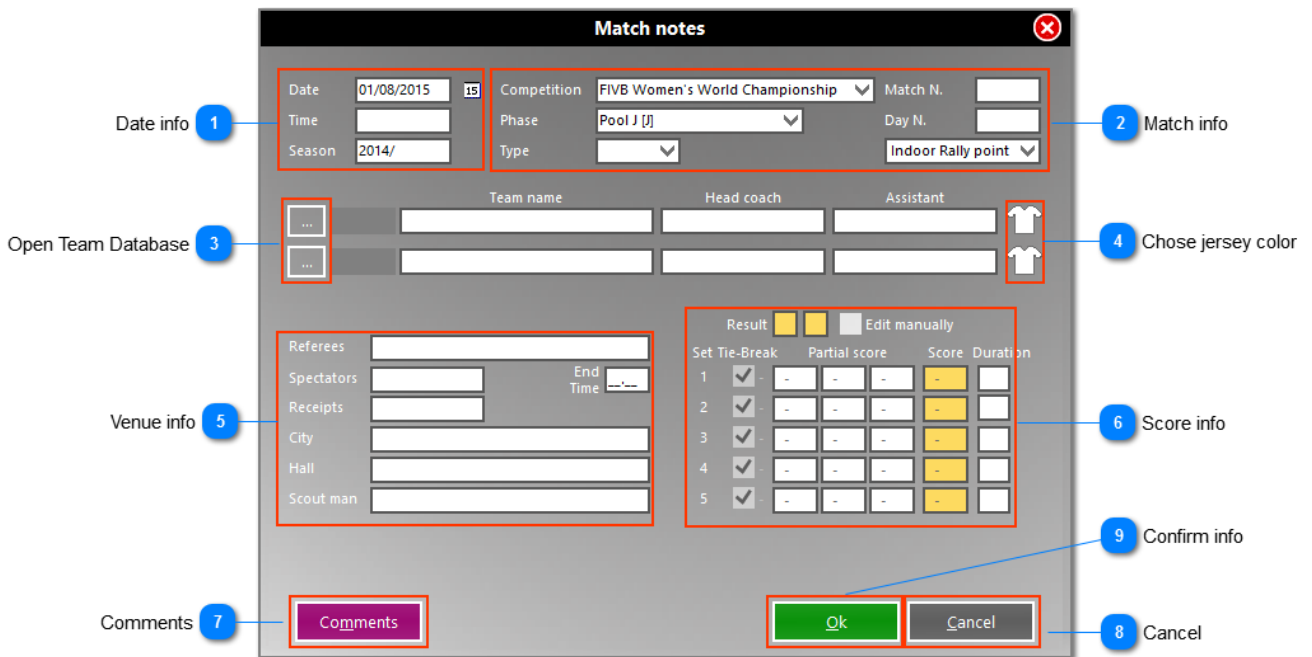 Match notes
Date 01/08/2015 15 Competition FIVB Women's World Championship Match N.
Date info 1 Time Phase Pool J [J] Day N. 2 Match info
Season 2014/ Type Indoor Rally point
Team name Head coach Assistant
Open Team Database 3 ... 4 Chose jersey color
...
Result Edit manually
Referees
Set Tie-Break Partial score Score Duration
Spectators End Time __.__
1 - - - - -
Receipts
2 - - - - -
Venue info 5 6 Score info
City
3 - - - - -
Hall
4 - - - - -
Scout man
5 - - - - -
9 Confirm info
Comments 7 Comments Ok Cancel 8 Cancel